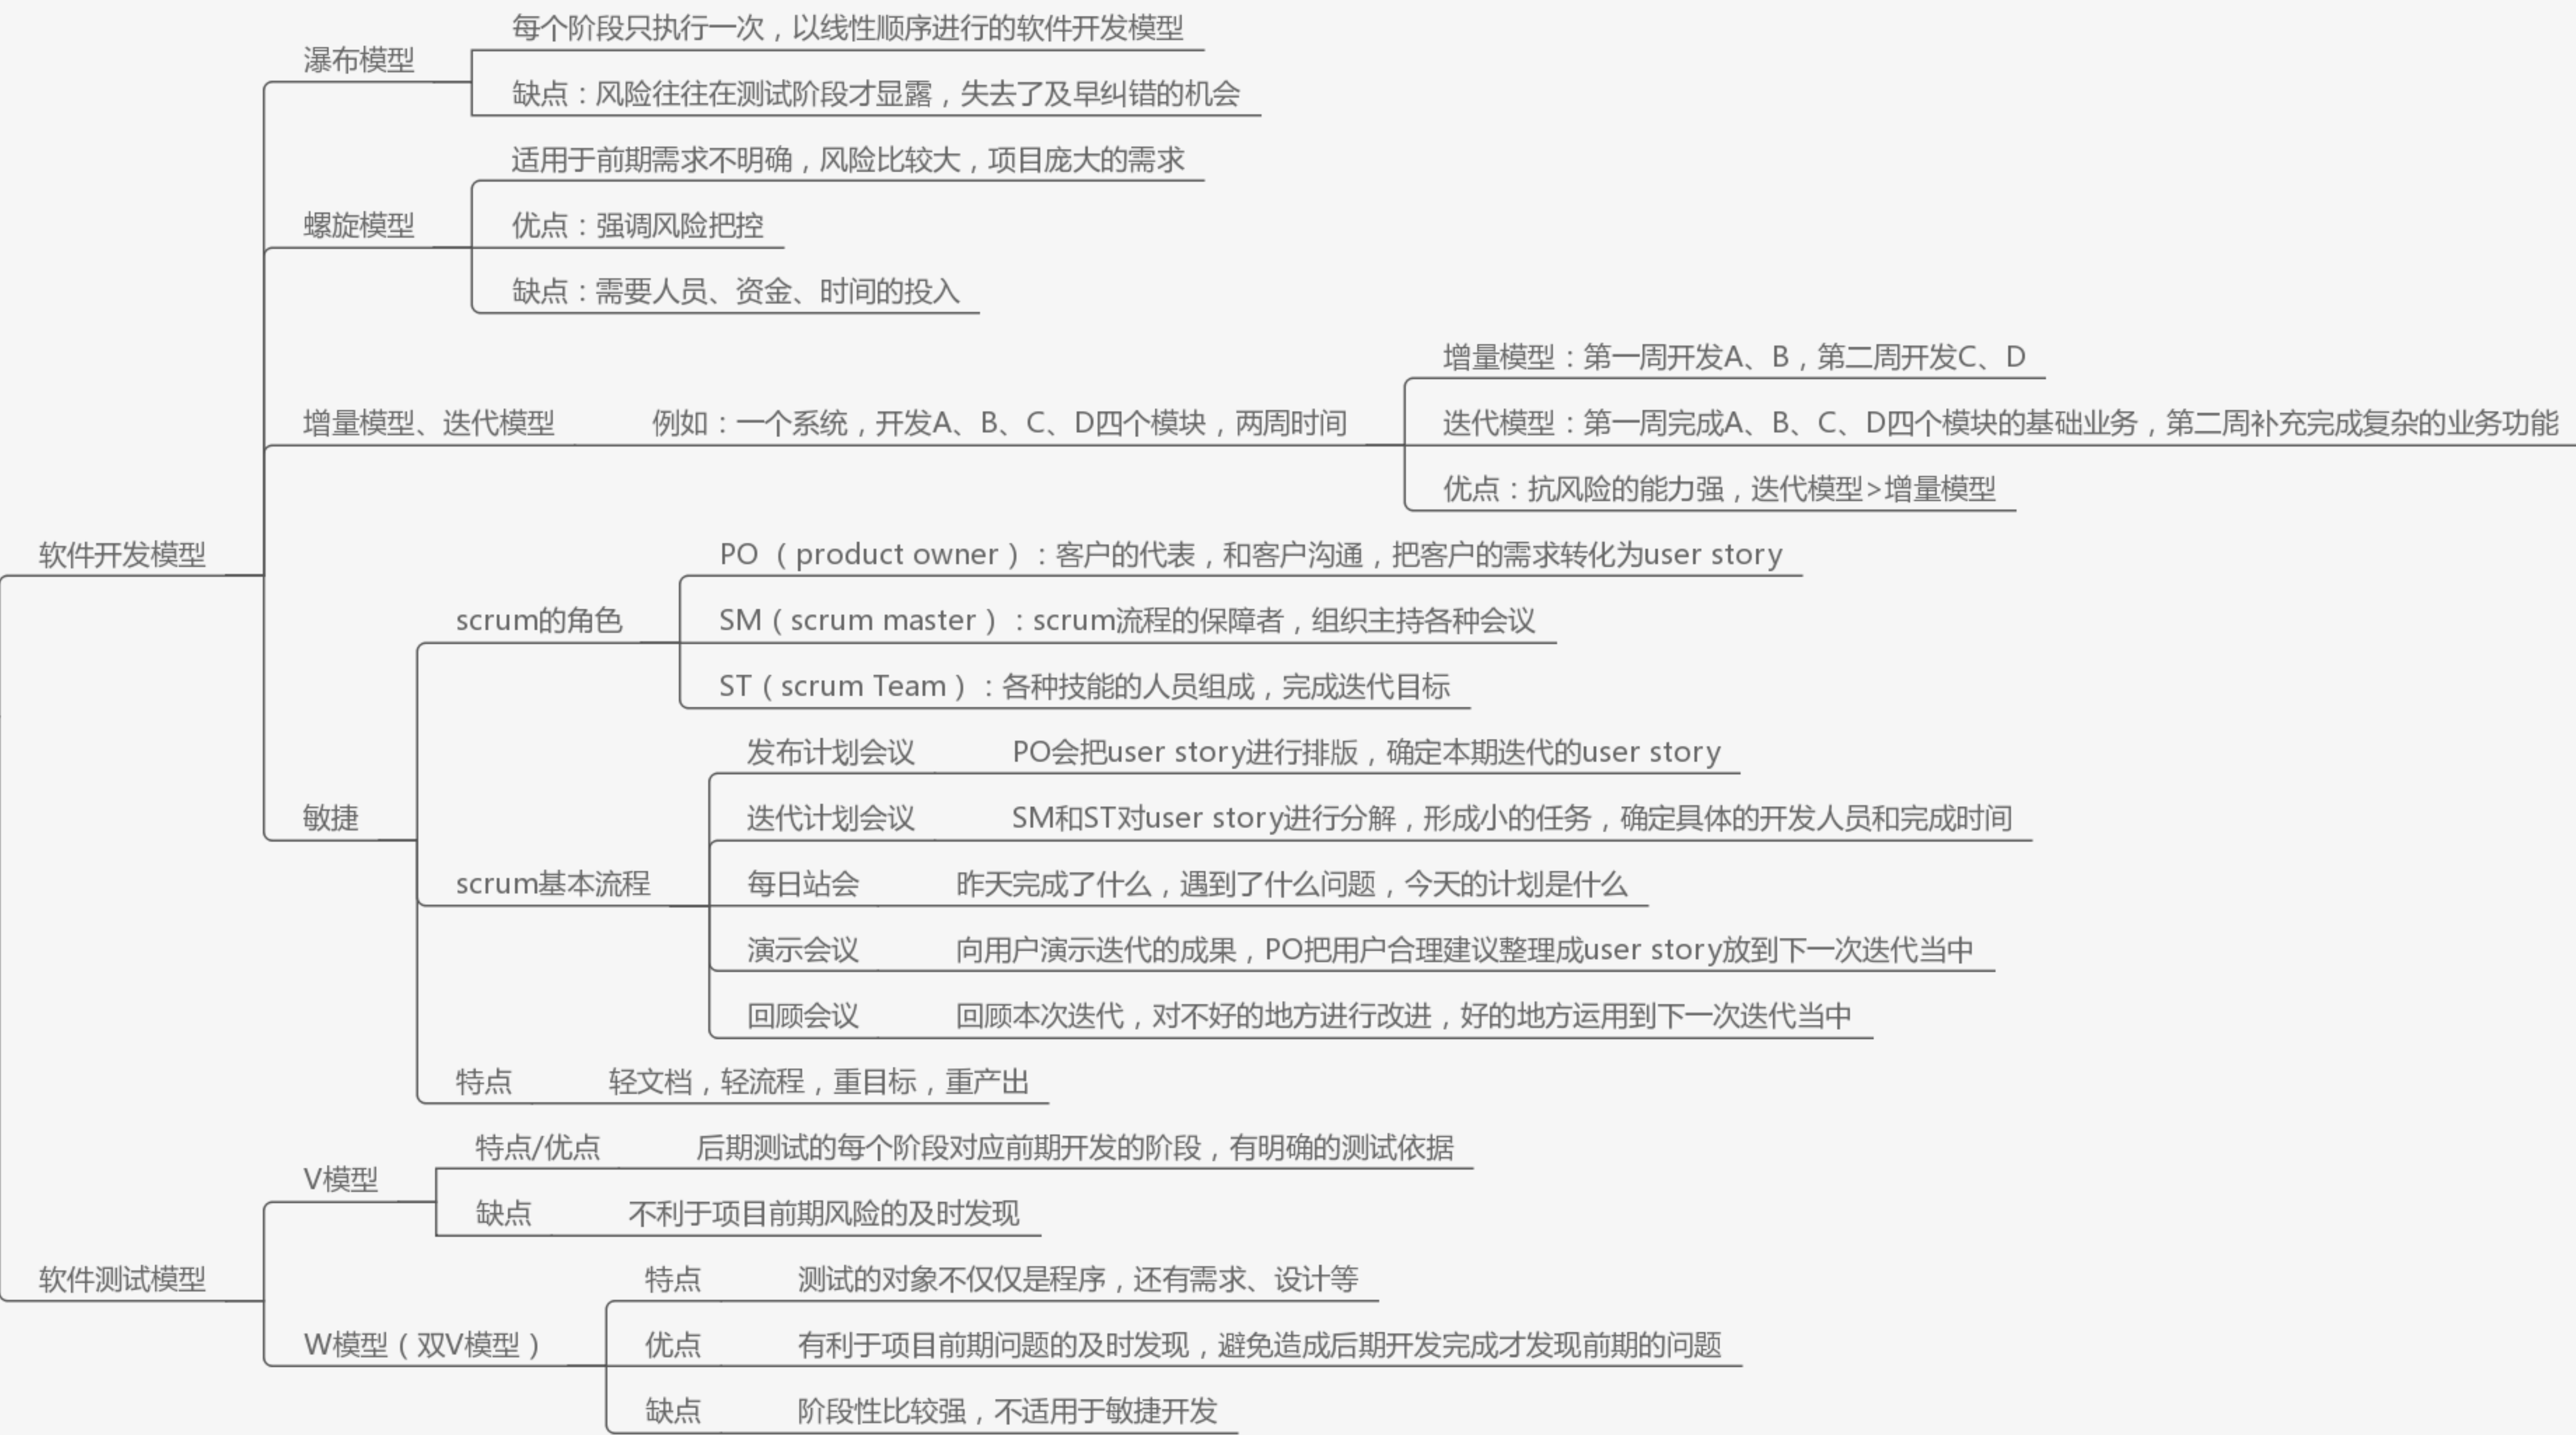 软件开发模型
瀑布模型
每个阶段只执行一次，以线性顺序进行的软件开发模型
缺点：风险往往在测试阶段才显露，失去了及早纠错的机会
螺旋模型
适用于前期需求不明确，风险比较大，项目庞大的需求
优点：强调风险把控
缺点：需要人员、资金、时间的投入
增量模型、迭代模型
例如：一个系统，开发A、B、C、D四个模块，两周时间
增量模型：第一周开发A、B，第二周开发C、D
迭代模型：第一周完成A、B、C、D四个模块的基础业务，第二周补充完成复杂的业务功能
优点：抗风险的能力强，迭代模型>增量模型
敏捷
scrum的角色
PO （product owner）：客户的代表，和客户沟通，把客户的需求转化为user story
SM（scrum master）：scrum流程的保障者，组织主持各种会议
ST（scrum Team）：各种技能的人员组成，完成迭代目标
scrum基本流程
发布计划会议
PO会把user story进行排版，确定本期迭代的user story
迭代计划会议
SM和ST对user story进行分解，形成小的任务，确定具体的开发人员和完成时间
每日站会
昨天完成了什么，遇到了什么问题，今天的计划是什么
演示会议
向用户演示迭代的成果，PO把用户合理建议整理成user story放到下一次迭代当中
回顾会议
回顾本次迭代，对不好的地方进行改进，好的地方运用到下一次迭代当中
特点
轻文档，轻流程，重目标，重产出
软件测试模型
V模型
特点/优点
后期测试的每个阶段对应前期开发的阶段，有明确的测试依据
缺点
不利于项目前期风险的及时发现
W模型（双V模型）
特点
测试的对象不仅仅是程序，还有需求、设计等
优点
有利于项目前期问题的及时发现，避免造成后期开发完成才发现前期的问题
缺点
阶段性比较强，不适用于敏捷开发